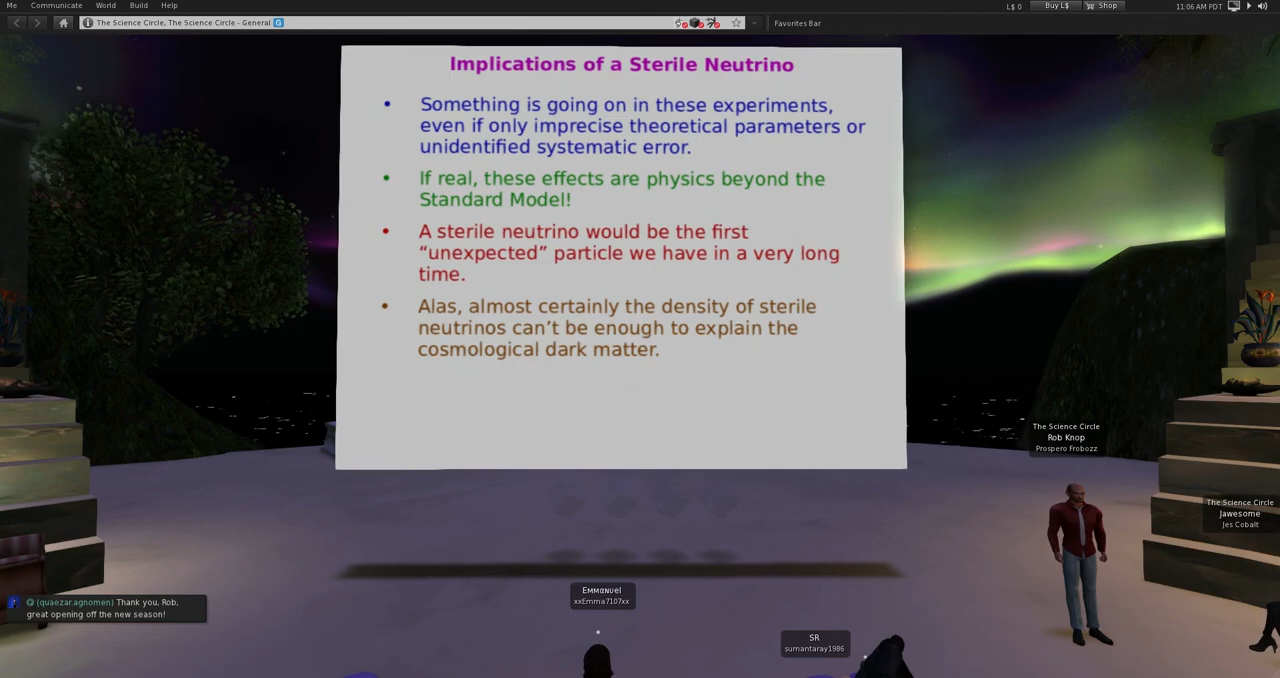 Me Communicate World Build Help
L$ 0 Buy L$ Shop 11:06 AM PDT
The Science Circle, The Science Circle - General G
Favorites Bar
Implications of a Sterile Neutrino
• Something is going on in these experiments,
even if only imprecise theoretical parameters or
unidentified systematic error.
• If real, these effects are physics beyond the
Standard Model!
• A sterile neutrino would be the first
“unexpected” particle we have in a very long
time.
• Alas, almost certainly the density of sterile
neutrinos can’t be enough to explain the
cosmological dark matter.
The Science Circle
Rob Knop
Prospero Frobozz
The Science Circle
Jawesome
Jes Cobalt
(quaezar.agnomen) Thank you, Rob,
great opening off the new season!
Eммαnυel
xxEmma7107xx
SR
sumantaray1986